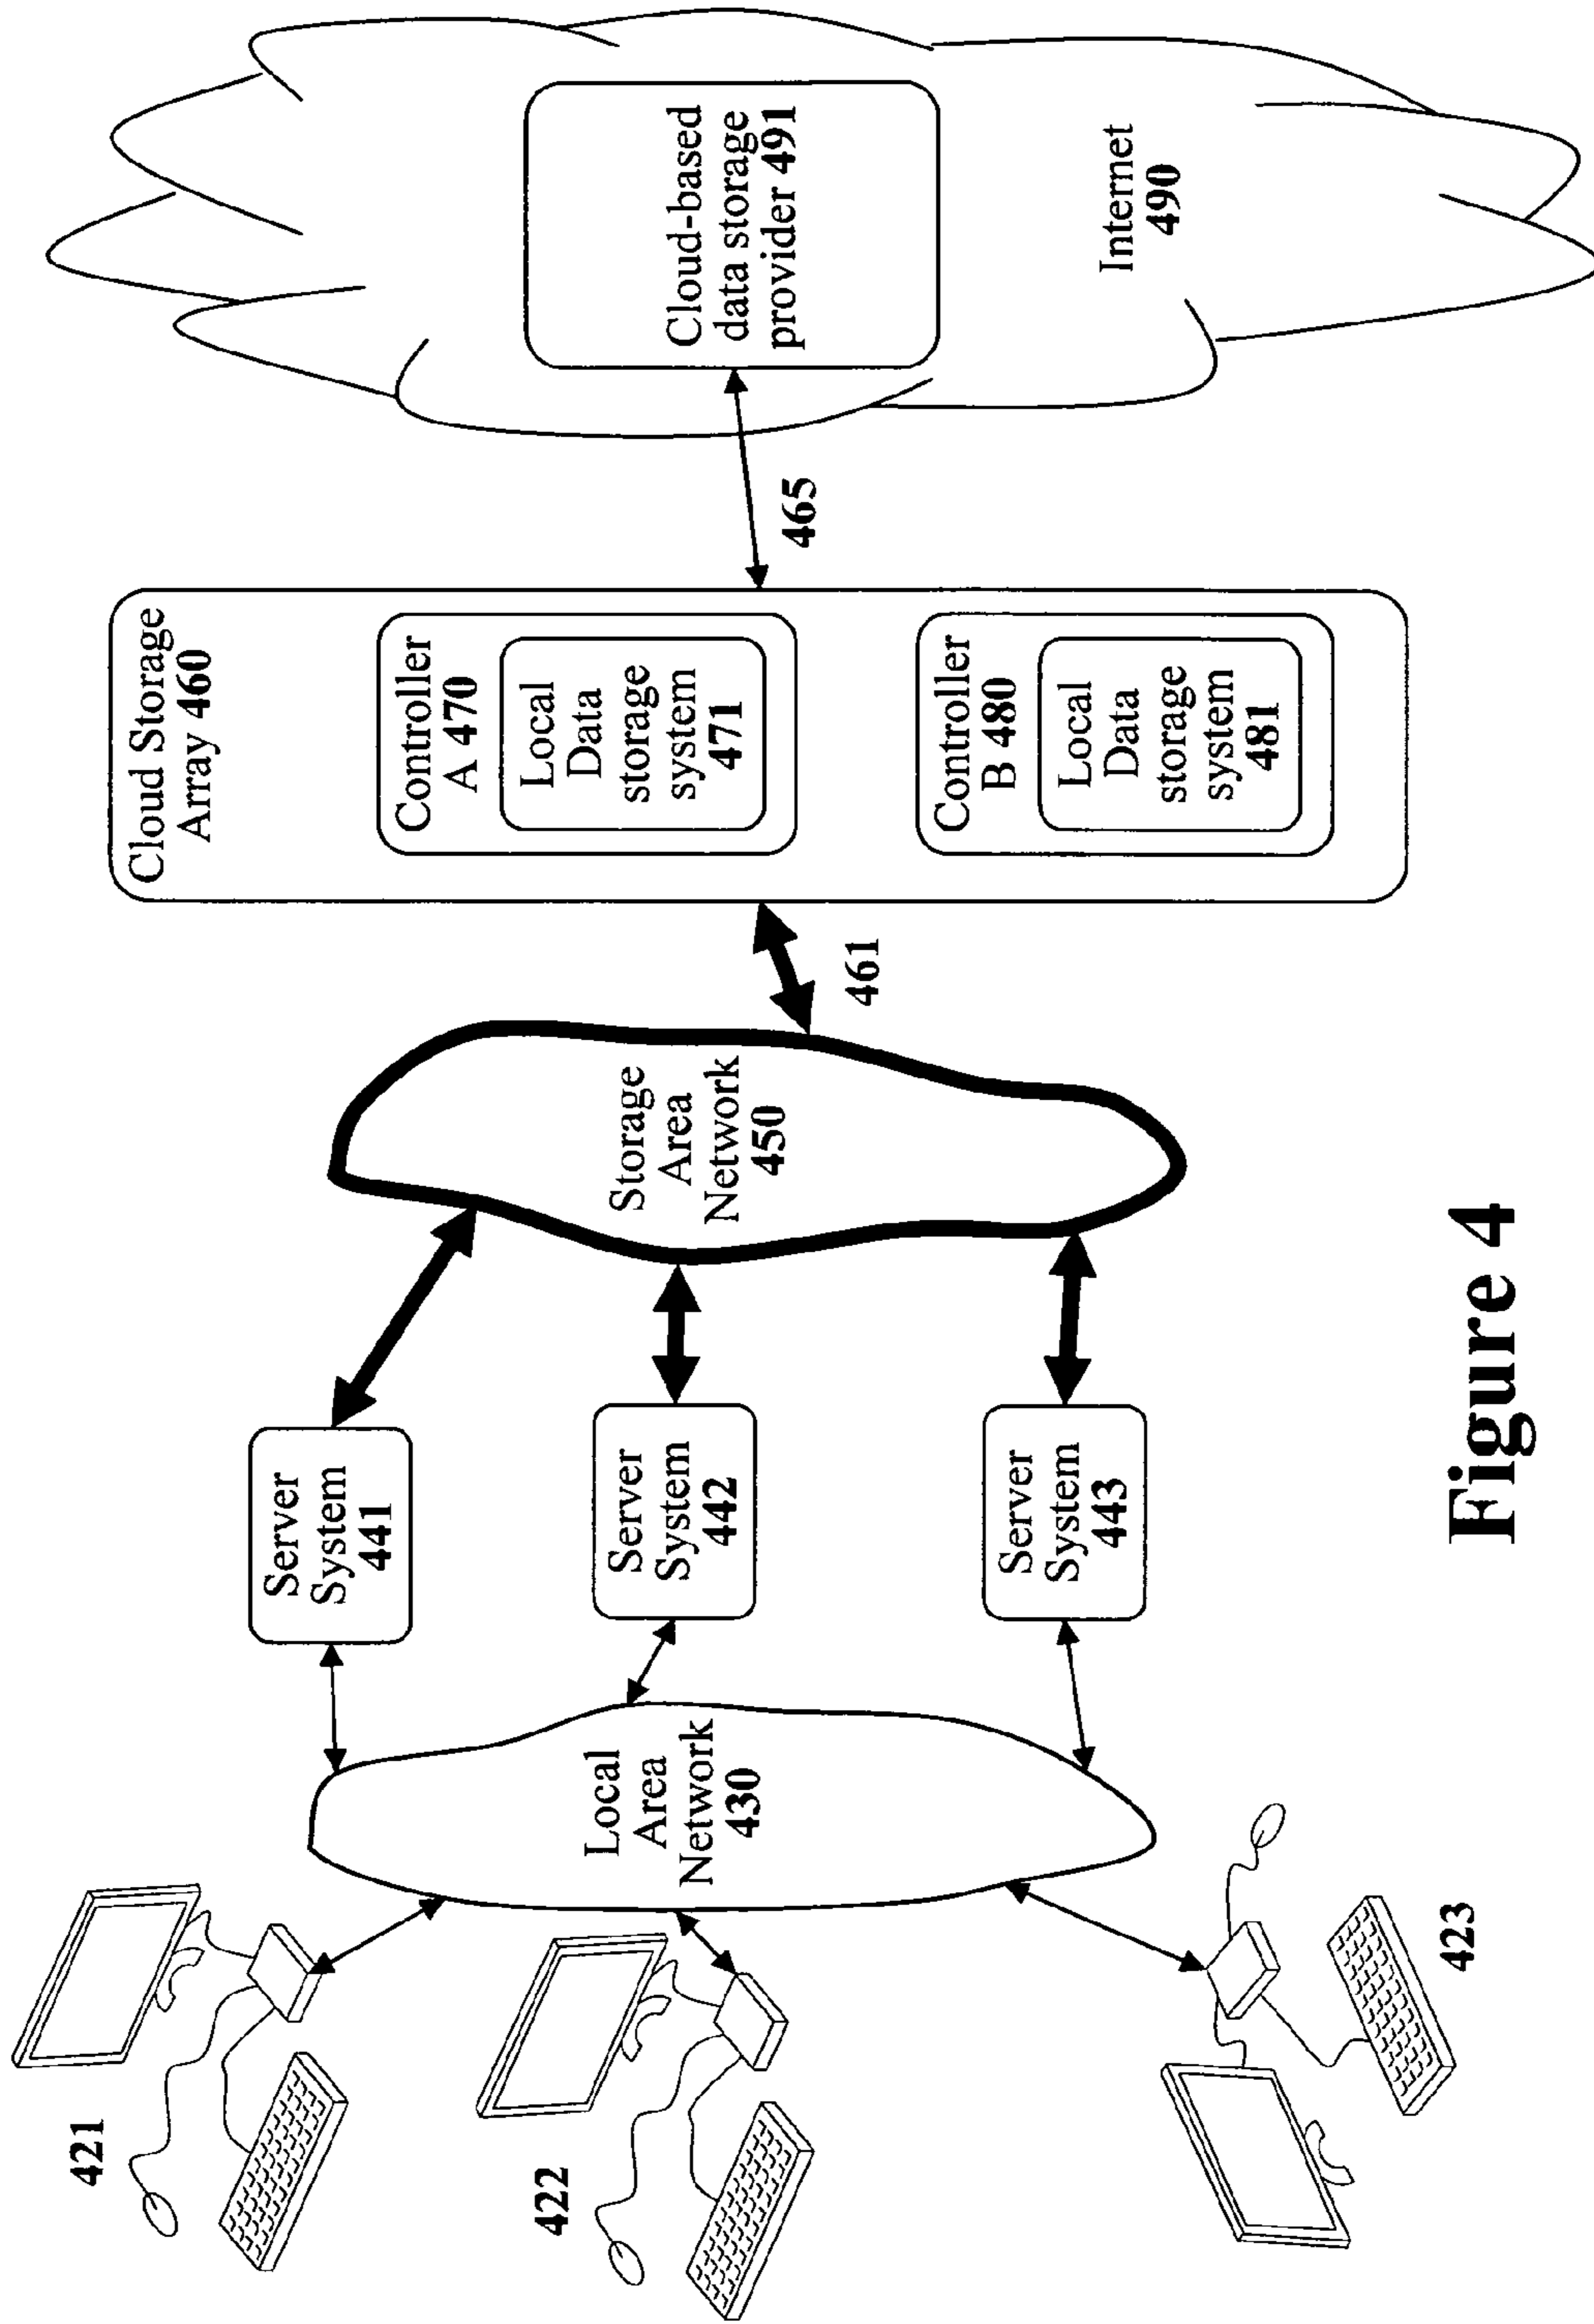 421
422
423
Local
Area
Network
430
Server
System
441
Server
System
442
Server
System
443
Storage
Area
Network
450
461
Cloud Storage
Array 460
Controller
A 470
Local
Data
storage
system
471
Controller
B 480
Local
Data
storage
system
481
465
Cloud-based
data storage
provider 491
Internet
490
Figure 4